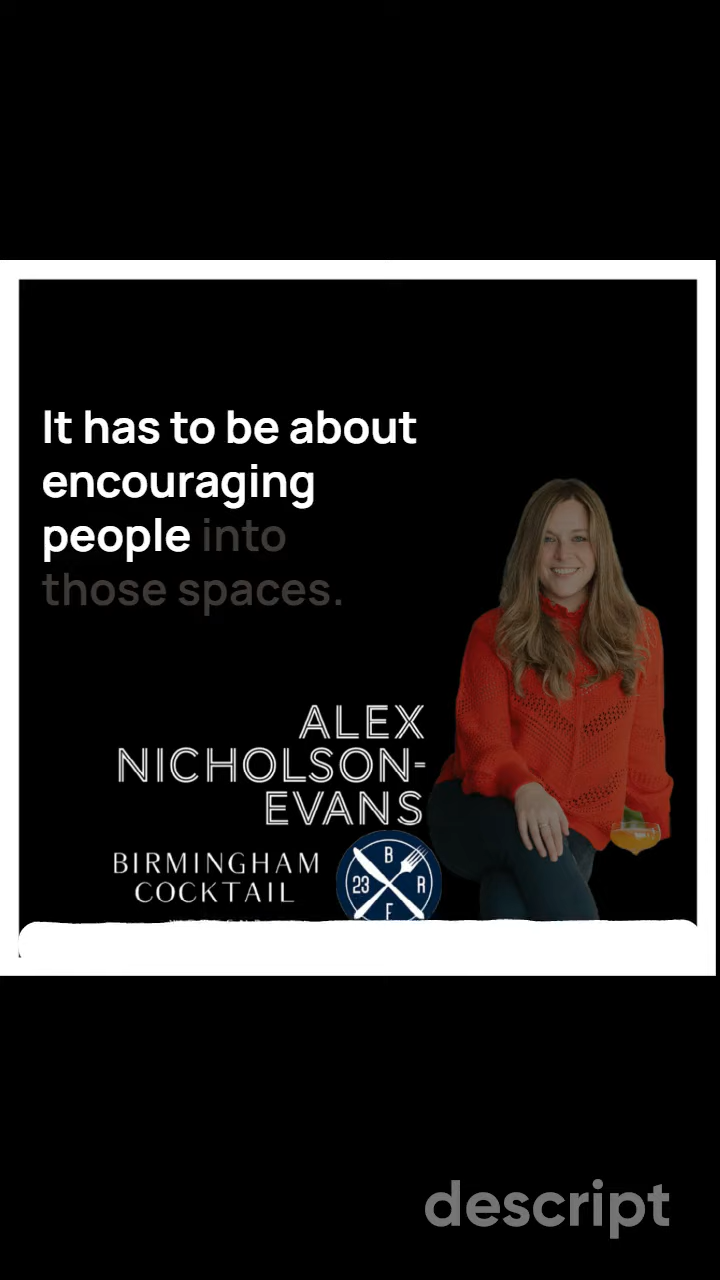 It has to be about
encouraging
people into
those spaces.
ALEX
NICHOLSON-
EVANS
BIRMINGHAM
COCKTAIL
B
23 R
F
descript